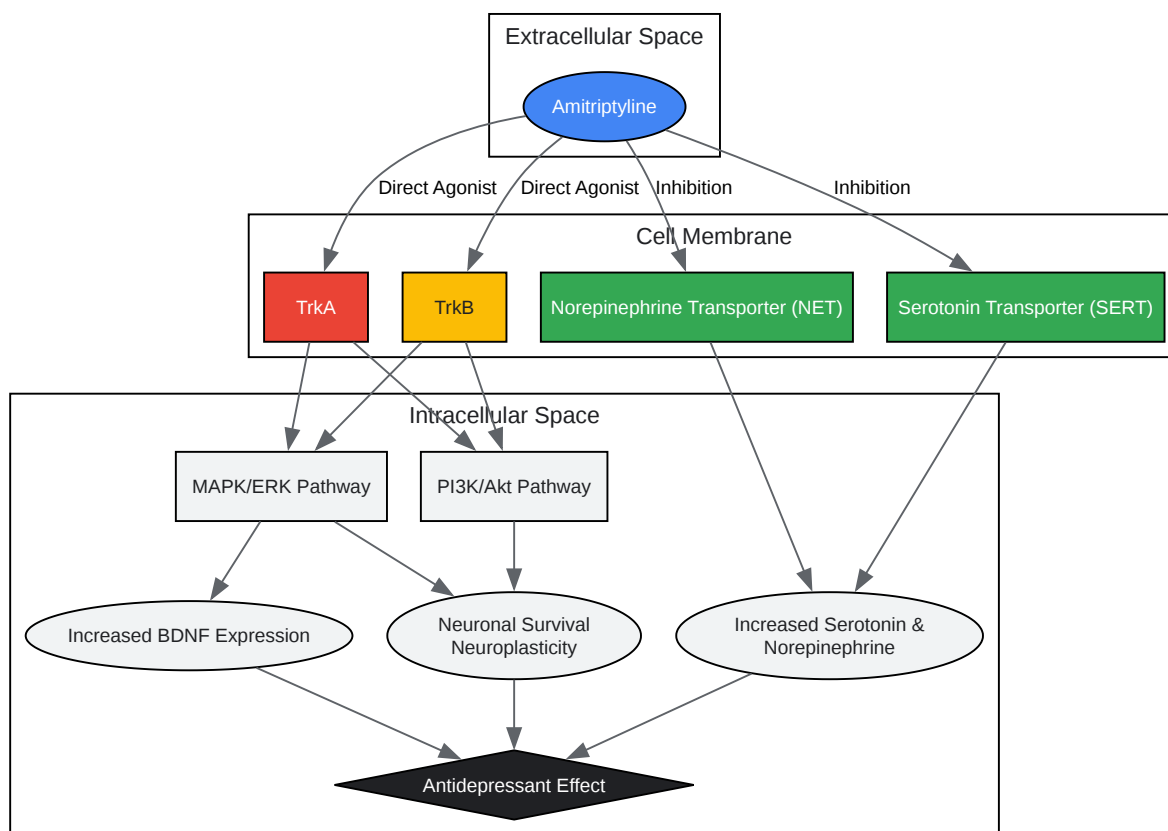 Extracellular Space
Amitriptyline
Direct Agonist
Direct Agonist
Inhibition
Inhibition
Cell Membrane
TrkA
TrkB
Norepinephrine Transporter (NET)
Serotonin Transporter (SERT)
Intracellular Space
MAPK/ERK Pathway
PI3K/Akt Pathway
Increased BDNF Expression
Neuronal Survival
Neuroplasticity
Increased Serotonin &
Norepinephrine
Antidepressant Effect